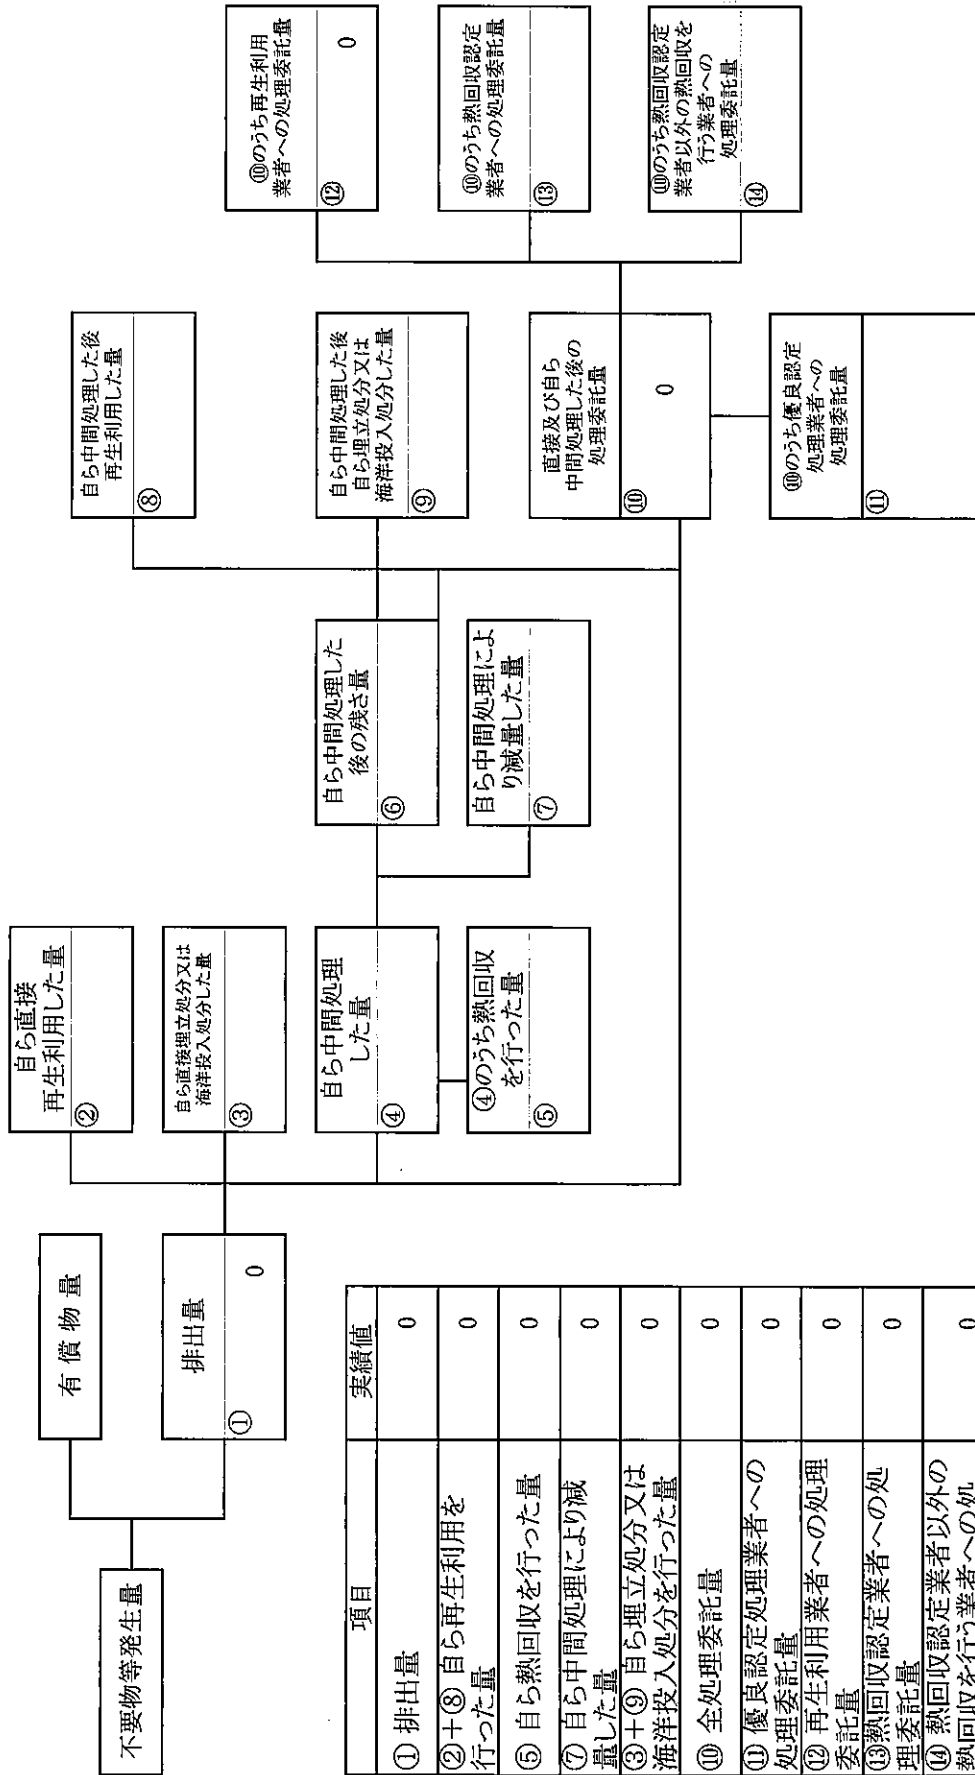 不要物等発生量
有償物量
排出量
①
0
自ら直接
再生利用した量
②
自ら直接埋立処分又は
海洋投入処分した量
③
自ら中間処理
した量
④
④のうち熱回収
を行った量
⑤
自ら中間処理した
後の残さ量
⑥
自ら中間処理によ
り減量した量
⑦
自ら中間処理した後
再生利用した量
⑧
自ら中間処理した後
自ら埋立処分又は
海洋投入処分した量
⑨
直接及び自ら
中間処理した後の
処理委託量
⑩
0
⑩のうち優良認定
処理業者への
処理委託量
⑪
⑩のうち再生利用
業者への処理委託量
⑫
0
⑩のうち熱回収認定
業者への処理委託量
⑬
⑩のうち熱回収認定
業者以外の熱回収を
行う業者への
処理委託量
⑭
項目 実績値
①排出量 0
②+⑧自ら再生利用を
行った量 0
⑤自ら熱回収を行った量 0
⑦自ら中間処理により減
量した量 0
③+⑨自ら埋立処分又は
海洋投入処分を行った量 0
⑩全処理委託量 0
⑪優良認定処理業者への
処理委託量 0
⑫再生利用業者への処理
委託量 0
⑬熱回収認定業者への処
理委託量 0
⑭熱回収認定業者以外の
熱回収を行う業者への処 0